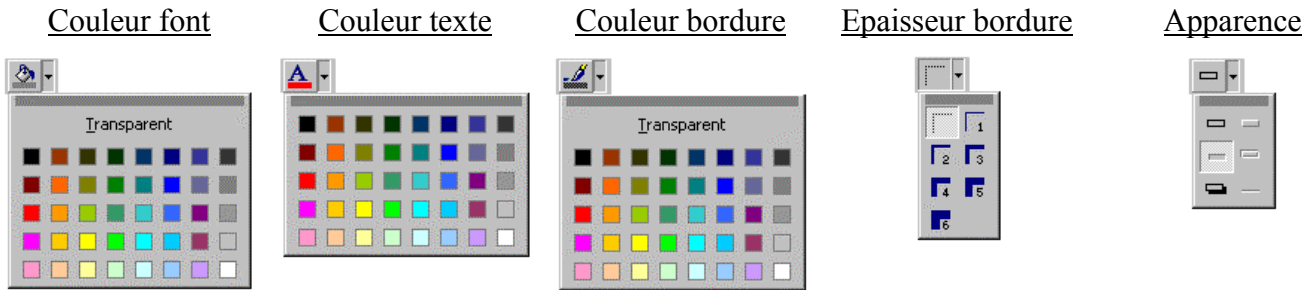 Couleur font Couleur texte Couleur bordure Epaisseur bordure Apparence
A
Transparent
Transparent
1
2 3
4 5
6